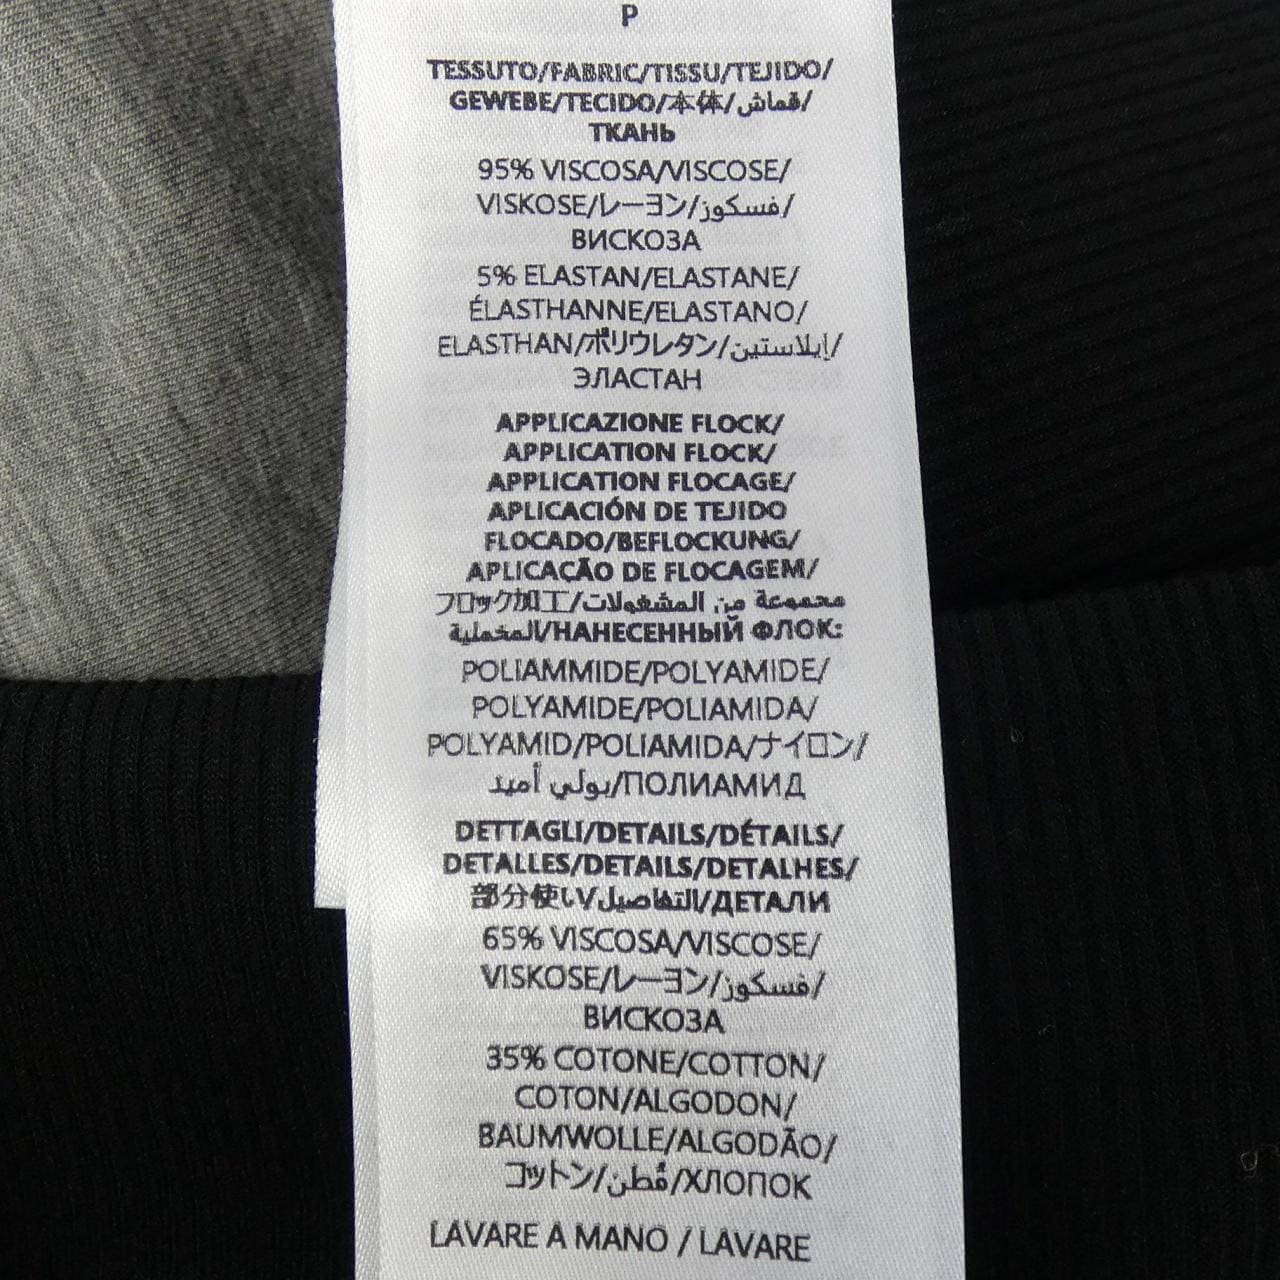 P
TESSUTO/FABRIC/TISSU/TEJIDO/
GEWEBE/TECIDO/本体/قماش/
ТКАНЬ
95% VISCOSA/VISCOSE/
VISKOSE/レーヨン/فسكوز/
ВИСКОЗА
5% ELASTAN/ELASTANE/
ÉLASTHANNE/ELASTANO/
ELASTHAN/ポリウレタン/إيلاستين/
ЭЛАСТАН
APPLICAZIONE FLOCK/
APPLICATION FLOCK/
APPLICATION FLOCAGE/
APLICACIÓN DE TEJIDO
FLOCADO/BEFLOCKUNG/
APLICAÇÃO DE FLOCAGEM/
フロック加工/مجموعة من المشغولات
المخملية/НАНЕСЕННЫЙ ФЛОК:
POLIAMMIDE/POLYAMIDE/
POLYAMIDE/POLIAMIDA/
POLYAMID/POLIAMIDA/ナイロン/
بولي أميد/ПОЛИАМИД
DETTAGLI/DETAILS/DÉTAILS/
DETALLES/DETAILS/DETALHES/
部分使い/التفاصيل/ДЕТАЛИ
65% VISCOSA/VISCOSE/
VISKOSE/レーヨン/فسكوز/
ВИСКОЗА
35% COTONE/COTTON/
COTON/ALGODON/
BAUMWOLLE/ALGODÃO/
コットン/قُطن/ХЛОПОК
LAVARE A MANO / LAVARE